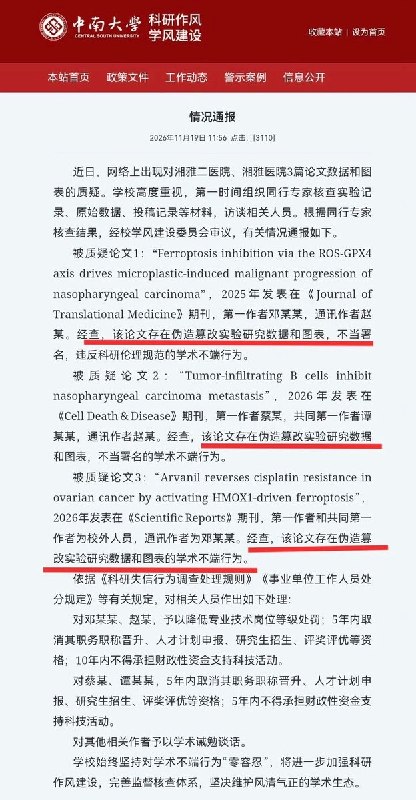 中南大学
CENTRAL SOUTH UNIVERSITY
科研作风
学风建设
收藏本站 | 设为首页
本站首页 政策文件 工作动态 警示案例 信息公开
情况通报
2026年11月19日 11:56 点击：[3110]
近日，网络上出现对湘雅二医院、湘雅医院3篇论文数据和图
表的质疑。学校高度重视，第一时间组织同行专家核查实验记
录、原始数据、投稿记录等材料，访谈相关人员。根据同行专家
核查结果，经校学风建设委员会审议，有关情况通报如下。
被质疑论文1：“Ferroptosis inhibition via the ROS-GPX4
axis drives microplastic-induced malignant progression of
nasopharyngeal carcinoma”，2025年发表在《Journal of
Translational Medicine》期刊，第一作者邓某某，通讯作者赵
某。经查，该论文存在伪造篡改实验研究数据和图表，不当署
名，违反科研伦理规范的学术不端行为。
被质疑论文2：“Tumor-infiltrating B cells inhibit
nasopharyngeal carcinoma metastasis”，2026年发表在
《Cell Death & Disease》期刊，第一作者蔡某，共同第一作者谭
某某，通讯作者赵某。经查，该论文存在伪造篡改实验研究数据
和图表、不当署名的学术不端行为。
被质疑论文3：“Arvanil reverses cisplatin resistance in
ovarian cancer by activating HMOX1-driven ferroptosis”，
2026年发表在《Scientific Reports》期刊，第一作者和共同第一
作者为校外人员，通讯作者为邓某某。经查，该论文存在伪造篡
改实验研究数据和图表的学术不端行为。
依据《科研失信行为调查处理规则》《事业单位工作人员处
分规定》等有关规定，对相关人员作出如下处理：
对邓某某、赵某，予以降低专业技术岗位等级处罚；5年内取
消其职务职称晋升、人才计划申报、研究生招生、评奖评优等资
格；10年内不得承担财政性资金支持科技活动。
对蔡某、谭某某，5年内取消其职务职称晋升、人才计划申
报、研究生招生、评奖评优等资格；5年内不得承担财政性资金支
持科技活动。
对其他相关作者予以学术诫勉谈话。
学校始终坚持对学术不端行为“零容忍”，将进一步加强科研
作风建设，完善监督核查体系，坚决维护风清气正的学术生态。